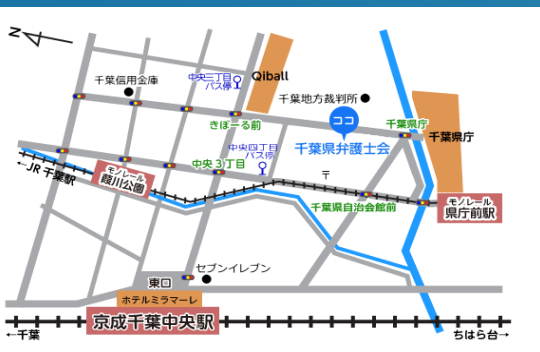 N
千葉信用金庫
中央三丁目
バス停
Qiball
千葉地方裁判所
ココ
きぼーる前
千葉県庁
千葉県庁
千葉県弁護士会
中央四丁目
バス停
中央3丁目
←JR 千葉駅
モノレール
葭川公園
〒
千葉県自治会館前
モノレール
県庁前駅
セブンイレブン
東口
ホテルミラマーレ
京成千葉中央駅
←千葉
ちはら台→